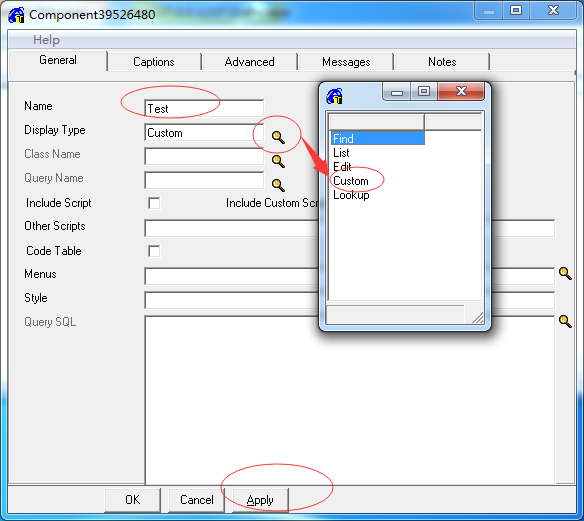 Component39526480
Help
General
Captions
Advanced
Messages
Notes
Name
Test
Display Type
Custom
Class Name
Query Name
Include Script
Include Custom Scri
Other Scripts
Code Table
Menus
Style
Query SQL
Find
List
Edit
Custom
Lookup
OK
Cancel
Apply